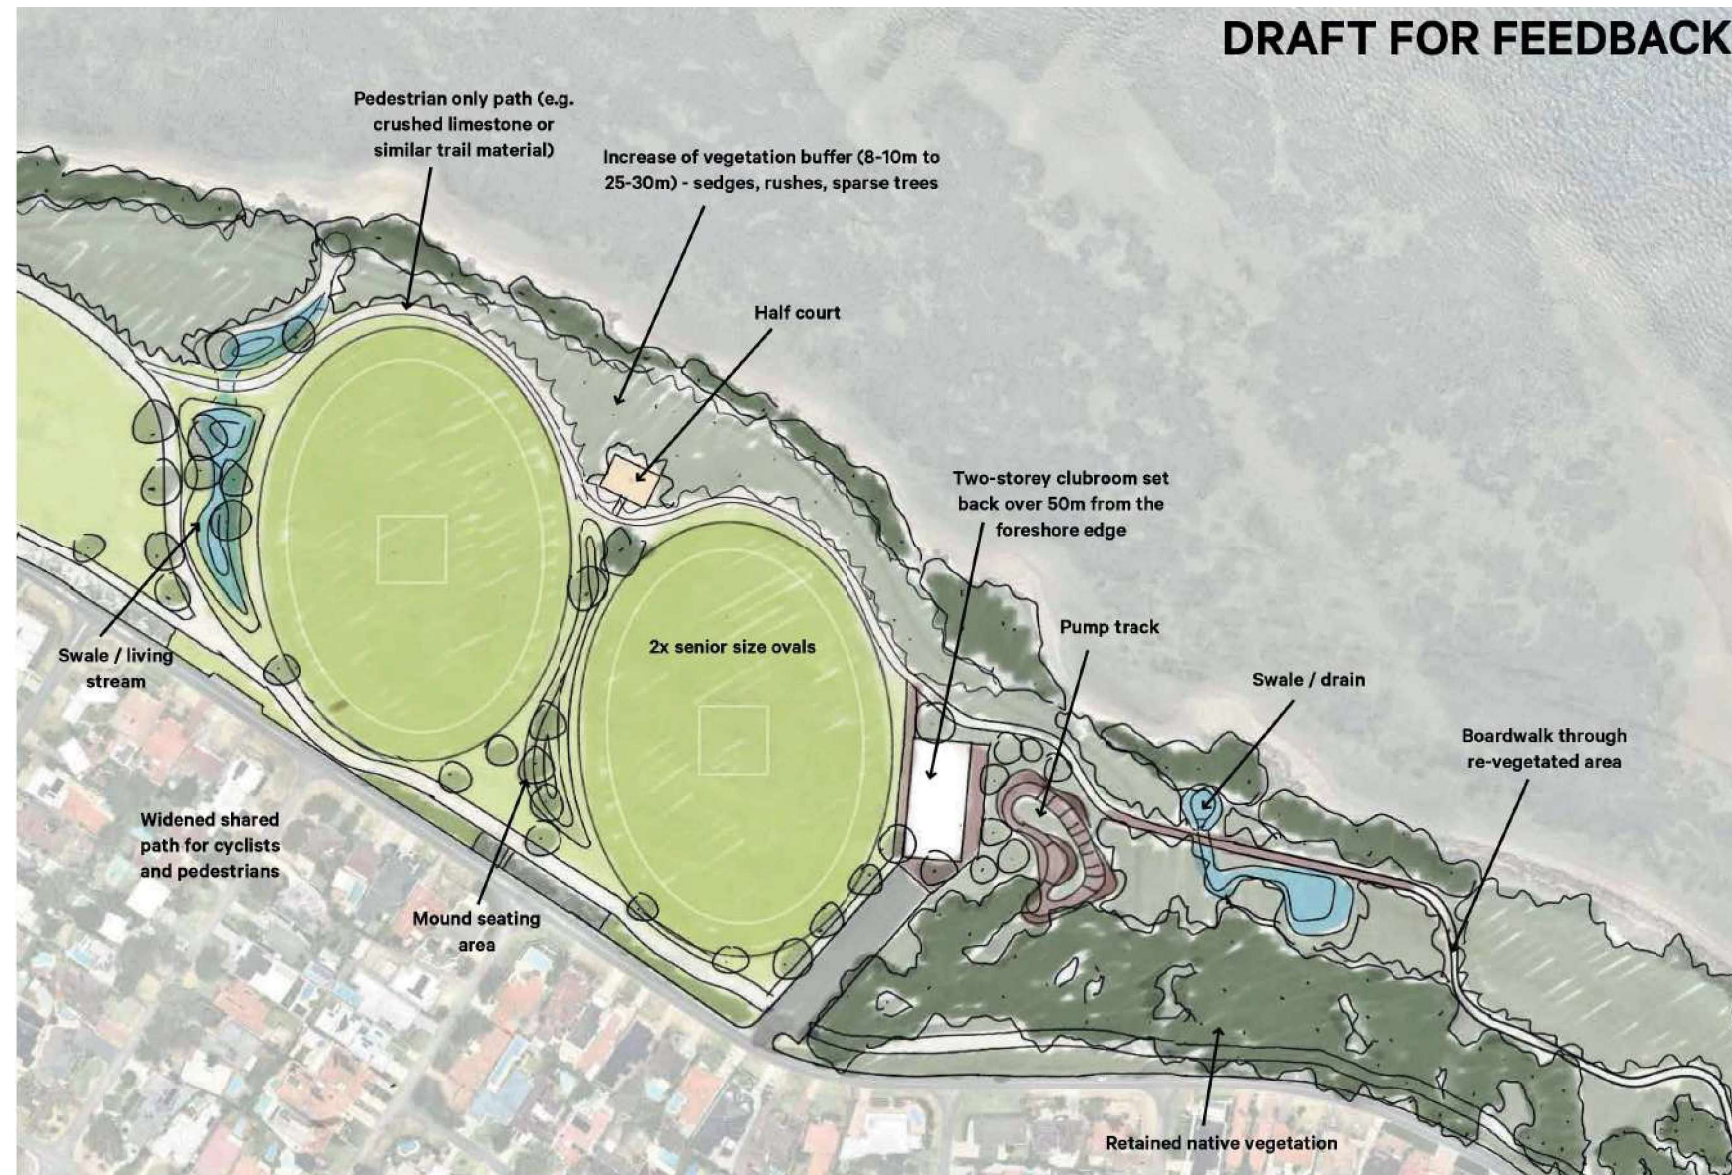 DRAFT FOR FEEDBACK
Pedestrian only path (e.g.
crushed limestone or
similar trail material)
Increase of vegetation buffer (8-10m to
25-30m) - sedges, rushes, sparse trees
Half court
Two-storey clubroom set
back over 50m from the
foreshore edge
Pump track
2x senior size ovals
Swale / living
stream
Swale / drain
Boardwalk through
re-vegetated area
Widened shared
path for cyclists
and pedestrians
Mound seating
area
Retained native vegetation